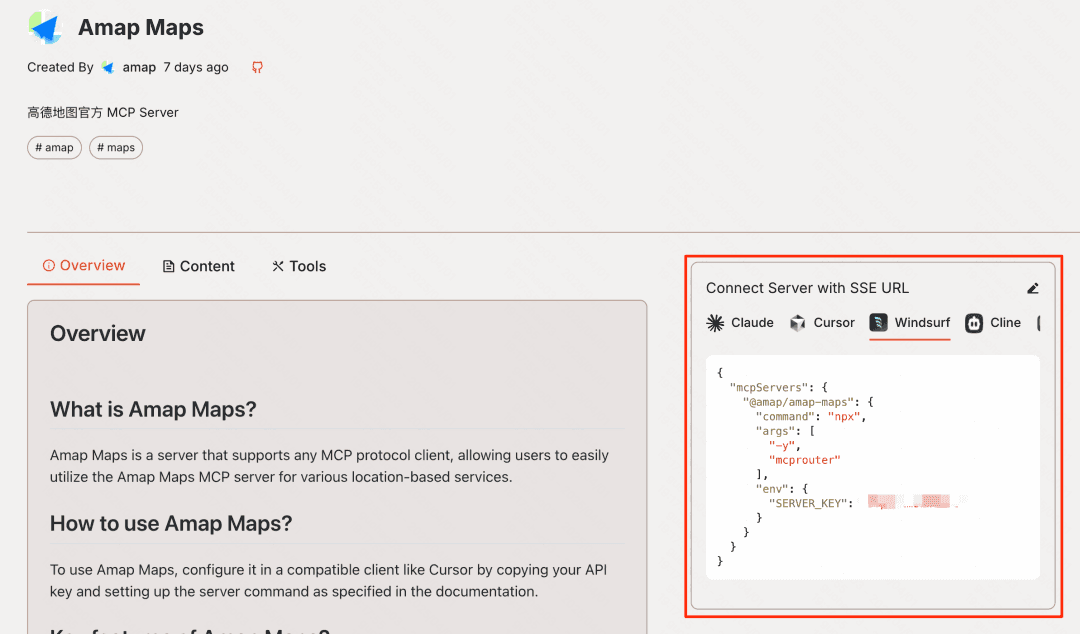 Amap Maps
Created By amap 7 days ago
高德地图官方 MCP Server
# amap # maps
Overview Content Tools
Overview
What is Amap Maps?
Amap Maps is a server that supports any MCP protocol client, allowing users to easily
utilize the Amap Maps MCP server for various location-based services.
How to use Amap Maps?
To use Amap Maps, configure it in a compatible client like Cursor by copying your API
key and setting up the server command as specified in the documentation.
Key features of Amap Maps?
Connect Server with SSE URL
Claude Cursor Windsurf Cline
{
"mcpServers": {
"@amap/amap-maps": {
"command": "npx",
"args": [
"-y",
"mcprouter"
],
"env": {
"SERVER_KEY":
}
}
}
}